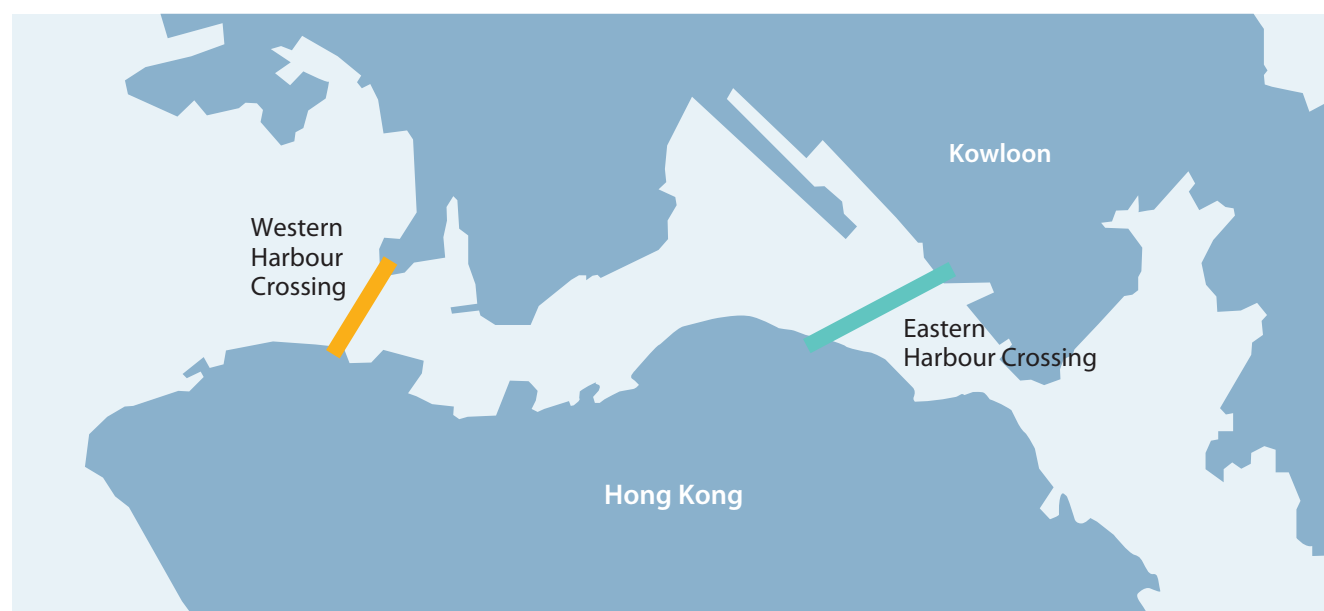 Kowloon
Western
Harbour
Crossing
Eastern
Harbour Crossing
Hong Kong